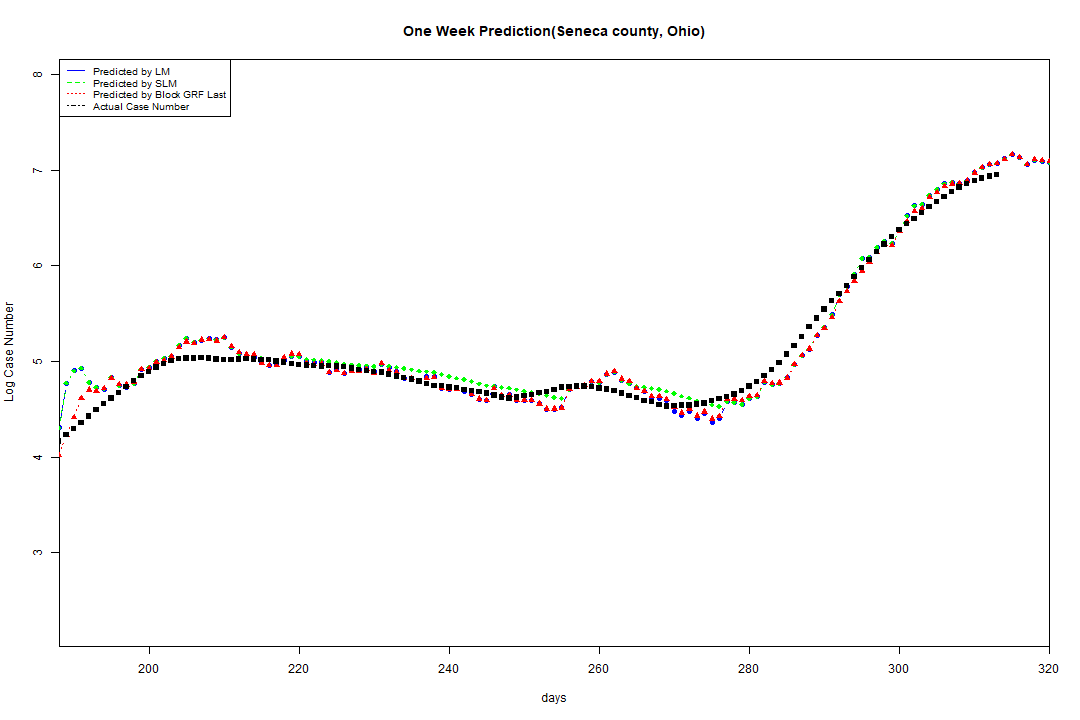 One Week Prediction(Seneca county, Ohio)
Predicted by LM
Predicted by SLM
Predicted by Block GRF Last
Actual Case Number
8
7
6
5
4
3
Log Case Number
200 220 240 260 280 300 320
days